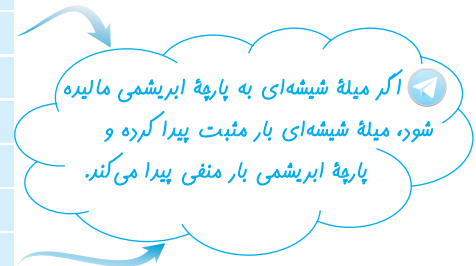 اگر میلهٔ شیشه‌ای به پارچهٔ ابریشمی مالیده
شود، میلهٔ شیشه‌ای بار مثبت پیدا کرده و
پارچهٔ ابریشمی بار منفی پیدا می‌کند.